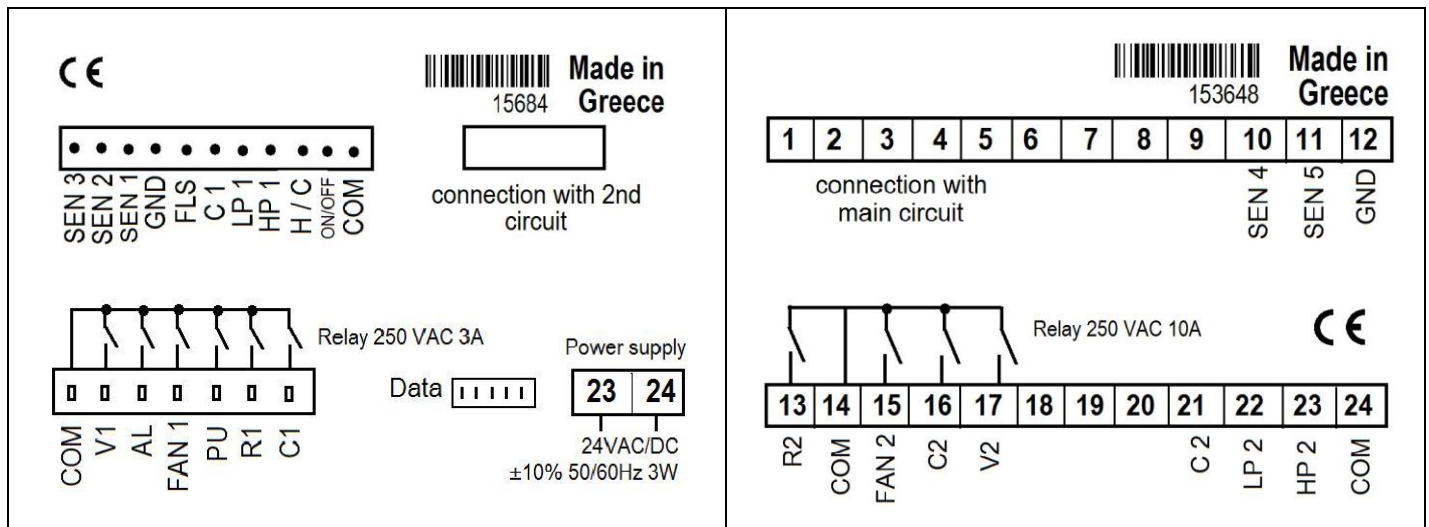 CE
15684
Made in
Greece
SEN 3
SEN 2
SEN 1
GND
FLS
C 1
LP 1
HP 1
H / C
ON/OFF
COM
connection with 2nd
circuit
Relay 250 VAC 3A
COM
V1
AL
FAN 1
PU
R1
C1
Data
Power supply
23 24
24VAC/DC
±10% 50/60Hz 3W
153648
Made in
Greece
1 2 3 4 5 6 7 8 9 10 11 12
connection with
main circuit
SEN 4
SEN 5
GND
Relay 250 VAC 10A
CE
13 14 15 16 17 18 19 20 21 22 23 24
R2
COM
FAN 2
C2
V2
C 2
LP 2
HP 2
COM